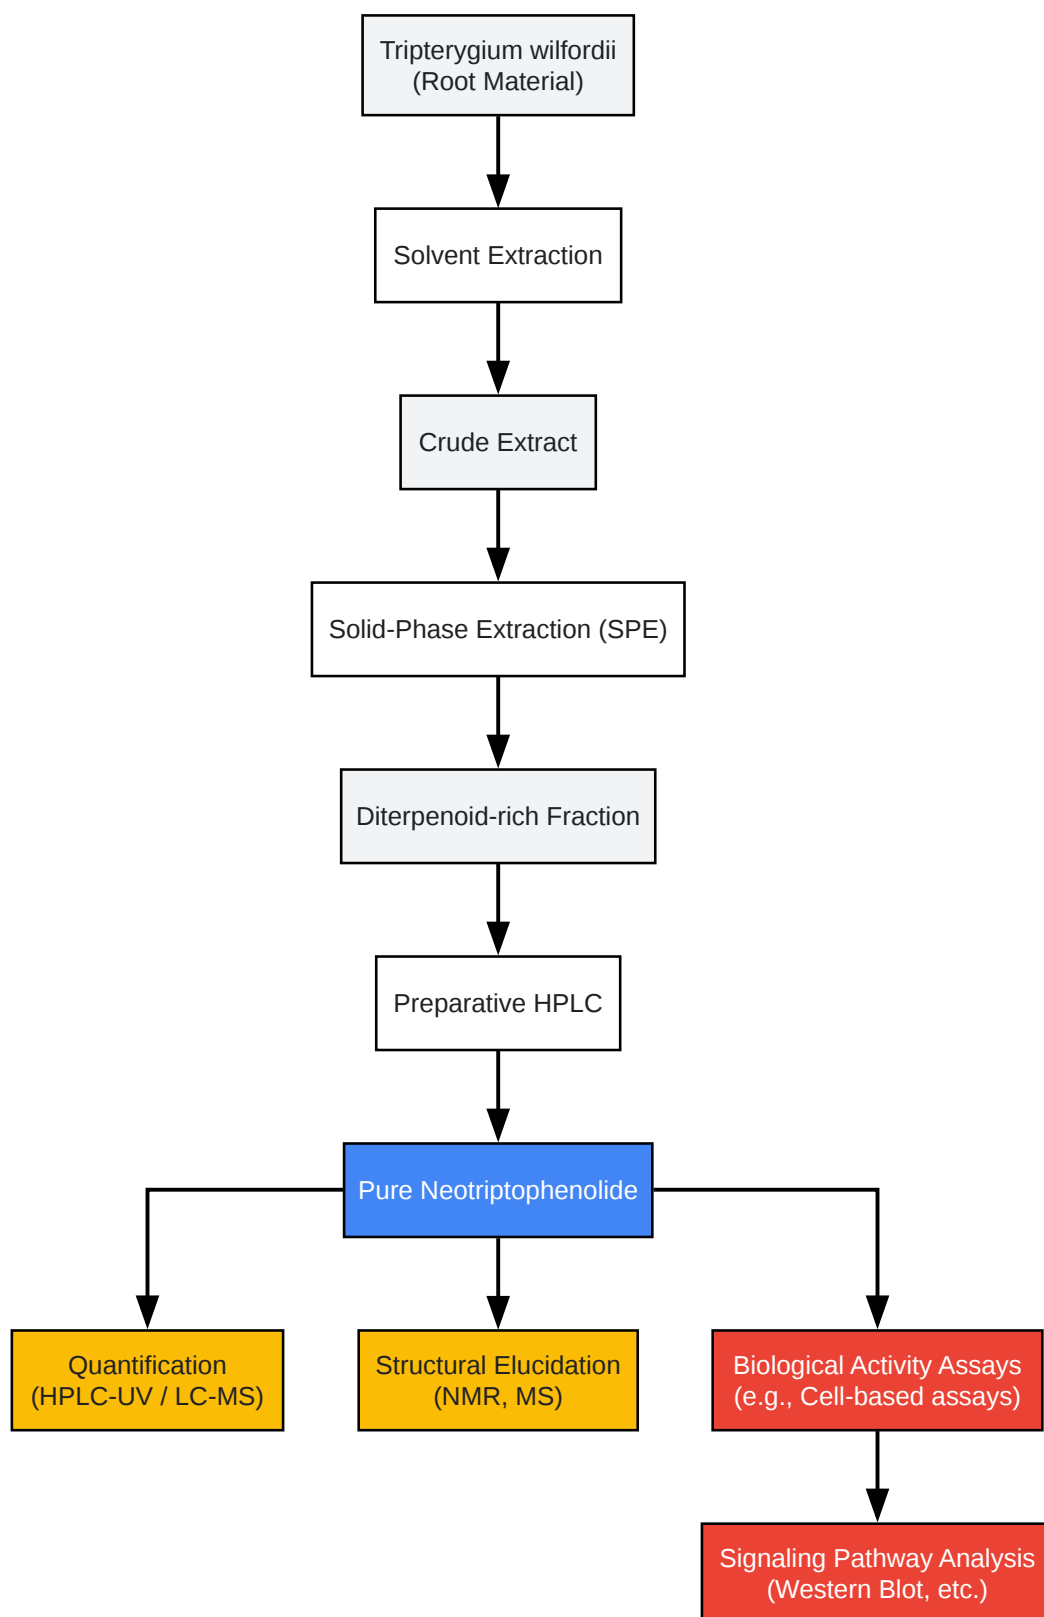 Tripterygium wilfordii
(Root Material)
Solvent Extraction
Crude Extract
Solid-Phase Extraction (SPE)
Diterpenoid-rich Fraction
Preparative HPLC
Pure Neotriptophenolide
Quantification
(HPLC-UV / LC-MS)
Structural Elucidation
(NMR, MS)
Biological Activity Assays
(e.g., Cell-based assays)
Signaling Pathway Analysis
(Western Blot, etc.)